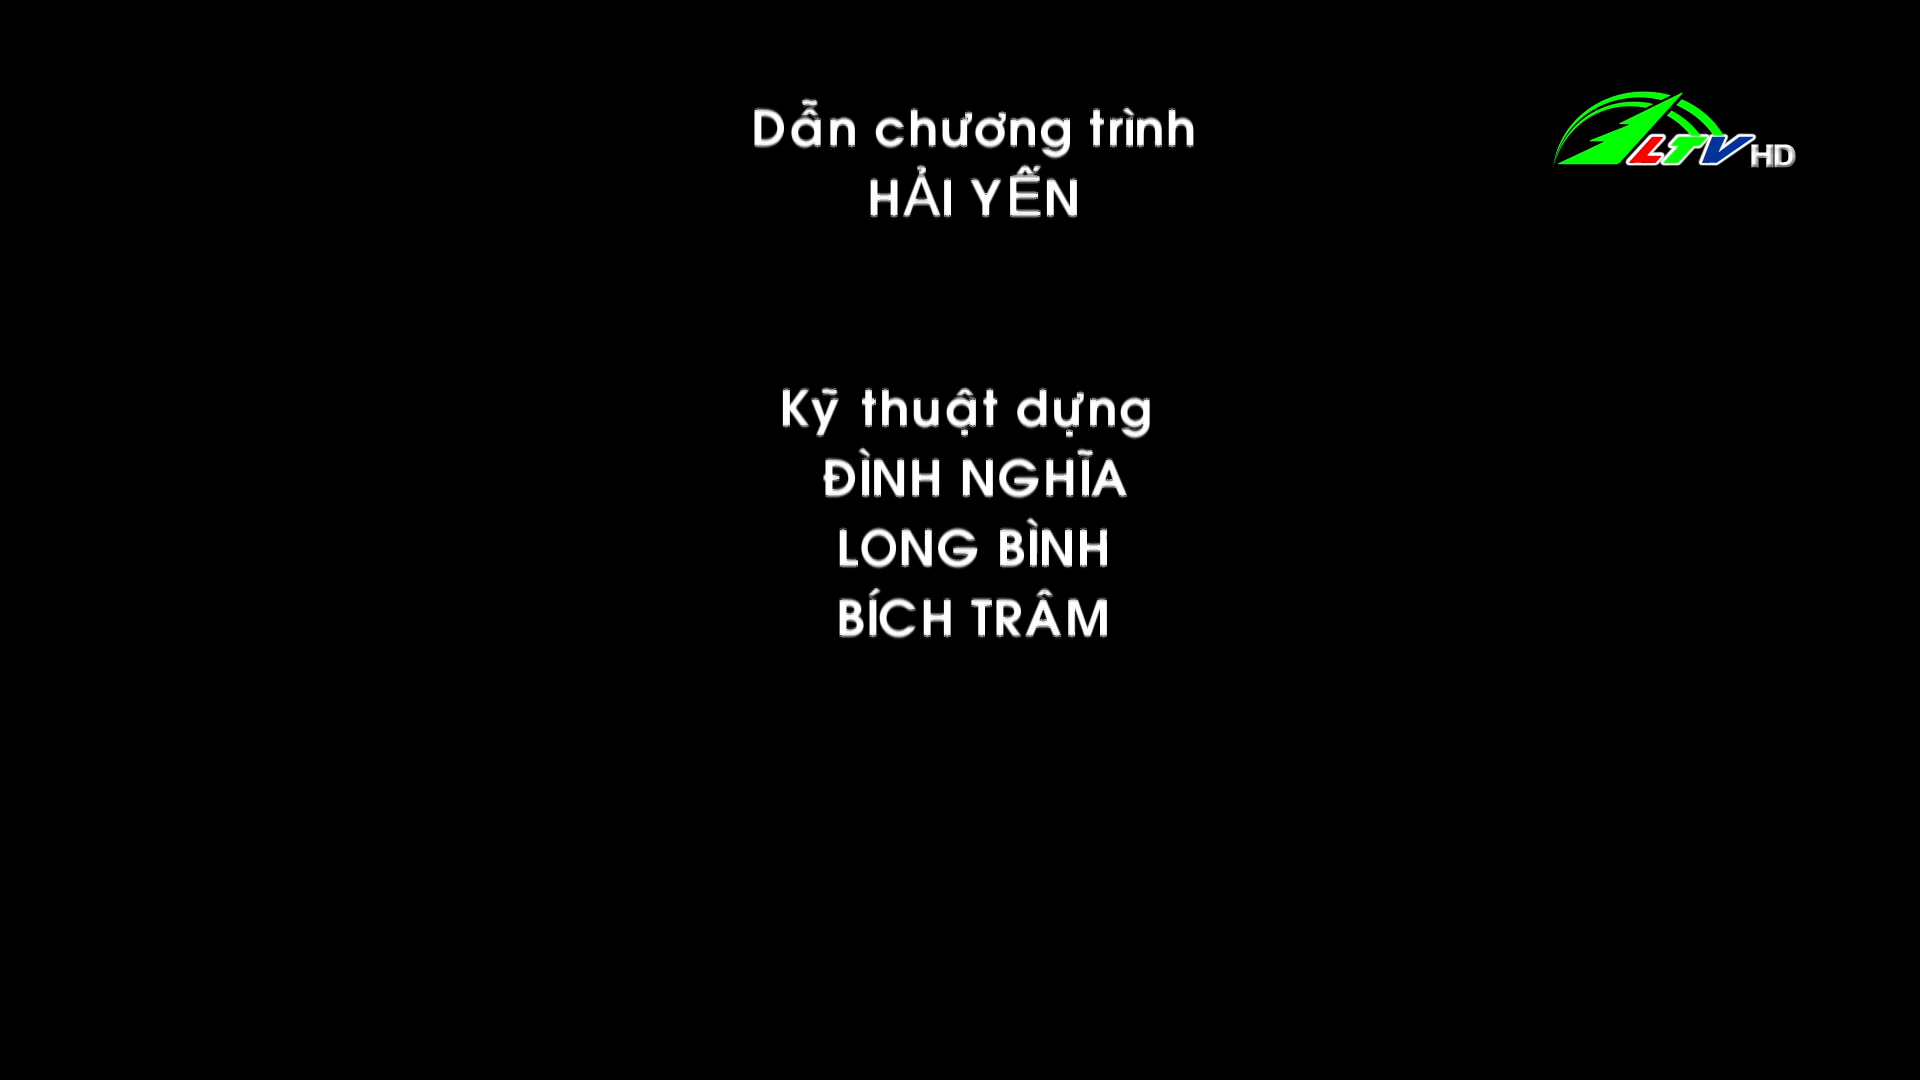 Dẫn chương trình
HẢI YẾN
LTV HD
Kỹ thuật dựng
ĐÌNH NGHĨA
LONG BÌNH
BÍCH TRÂM